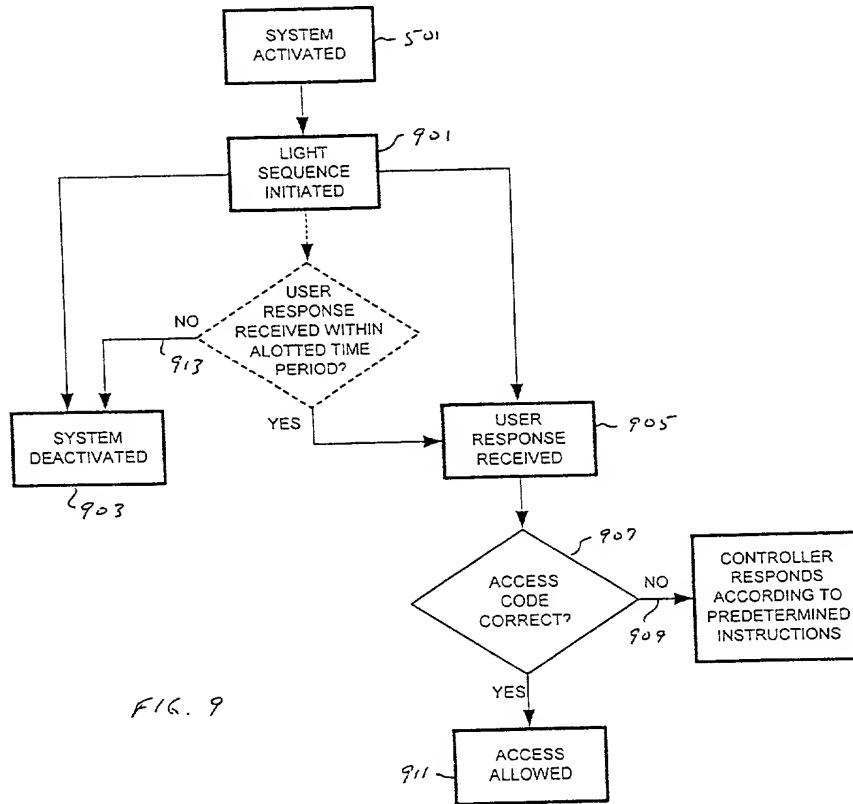 SYSTEM
ACTIVATED
501
LIGHT
SEQUENCE
INITIATED
901
USER
RESPONSE
RECEIVED WITHIN
ALOTTED TIME
PERIOD?
NO
913
YES
SYSTEM
DEACTIVATED
903
USER
RESPONSE
RECEIVED
905
ACCESS
CODE
CORRECT?
907
NO
909
CONTROLLER
RESPONDS
ACCORDING TO
PREDETERMINED
INSTRUCTIONS
YES
ACCESS
ALLOWED
911
FIG. 9